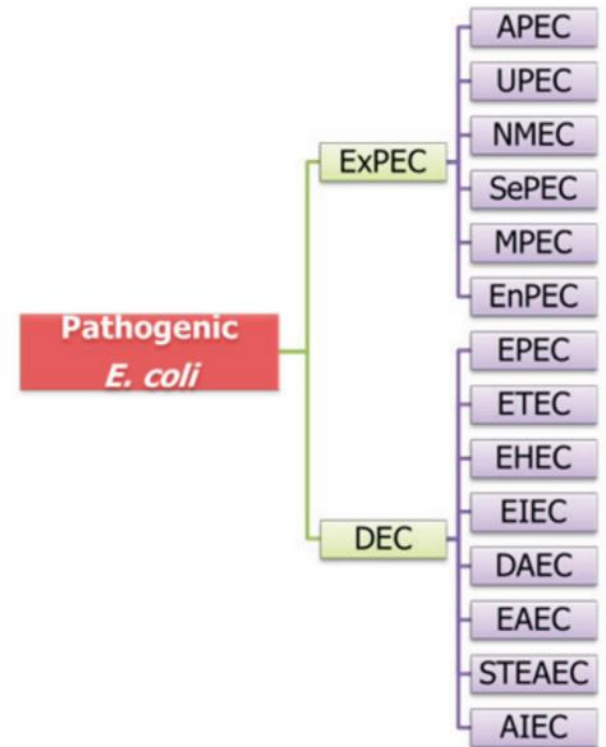 Pathogenic
E. coli
ExPEC
APEC
UPEC
NMEC
SePEC
MPEC
EnPEC
DEC
EPEC
ETEC
EHEC
EIEC
DAEC
EAEC
STEAEC
AIEC